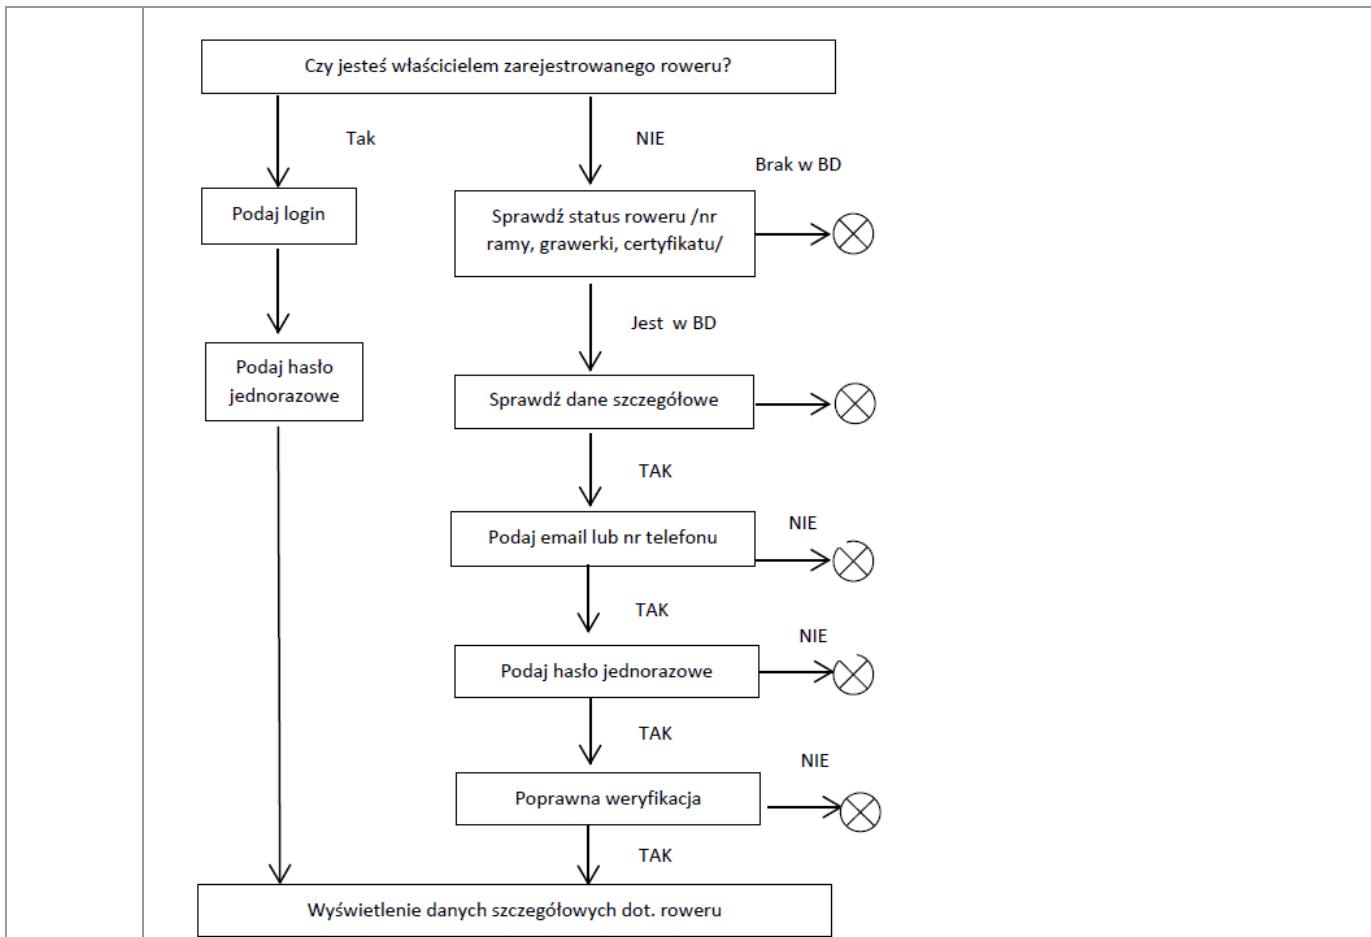 Czy jesteś właścicielem zarejestrowanego roweru?
Tak
NIE
Brak w BD
Podaj login
Sprawdź status roweru /nr
ramy, grawerki, certyfikatu/
Jest w BD
Podaj hasło
jednorazowe
Sprawdź dane szczegółowe
TAK
Podaj email lub nr telefonu
NIE
TAK
Podaj hasło jednorazowe
NIE
TAK
Poprawna weryfikacja
NIE
TAK
Wyświetlenie danych szczegółowych dot. roweru